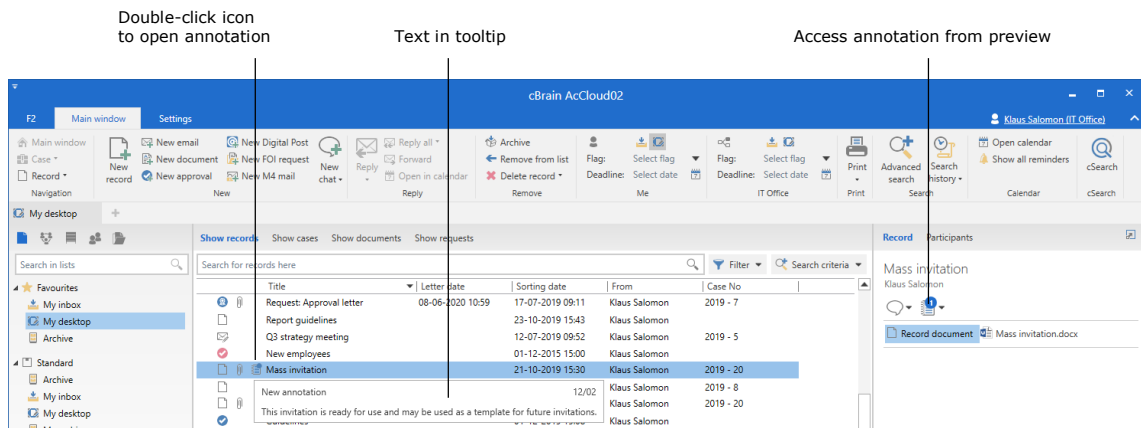 Double-click icon
to open annotation
Text in tooltip
Access annotation from preview
cBrain AcCloud02
F2 Main window Settings
Klaus Salomon (IT Office)
Main window
Case
Record
Navigation
New
record
New email
New document
New approval
New Digital Post
New FOI request
New M4 mail
New
chat
New
Reply
Reply all
Forward
Open in calendar
Reply
Archive
Remove from list
Delete record
Remove
Flag: Select flag
Deadline: Select date
Me
Flag: Select flag
Deadline: Select date
IT Office
Print
Print
Advanced
search
Search
history
Search
Open calendar
Show all reminders
Calendar
cSearch
cSearch
My desktop
Search in lists
Favourites
My inbox
My desktop
Archive
Standard
Archive
My inbox
My desktop
Show records Show cases Show documents Show requests
Search for records here Filter Search criteria
Title Letter date Sorting date From Case No
Request: Approval letter 08-06-2020 10:59 17-07-2019 09:11 Klaus Salomon 2019 - 7
Report guidelines 23-10-2019 15:43 Klaus Salomon
Q3 strategy meeting 12-07-2019 09:52 Klaus Salomon 2019 - 5
New employees 01-12-2015 15:00 Klaus Salomon
Mass invitation 21-10-2019 15:30 Klaus Salomon 2019 - 20
Klaus Salomon 2019 - 8
Klaus Salomon 2019 - 20
Klaus Salomon
New annotation 12/02
This invitation is ready for use and may be used as a template for future invitations.
Record Participants
Mass invitation
Klaus Salomon
1
Record document Mass invitation.docx